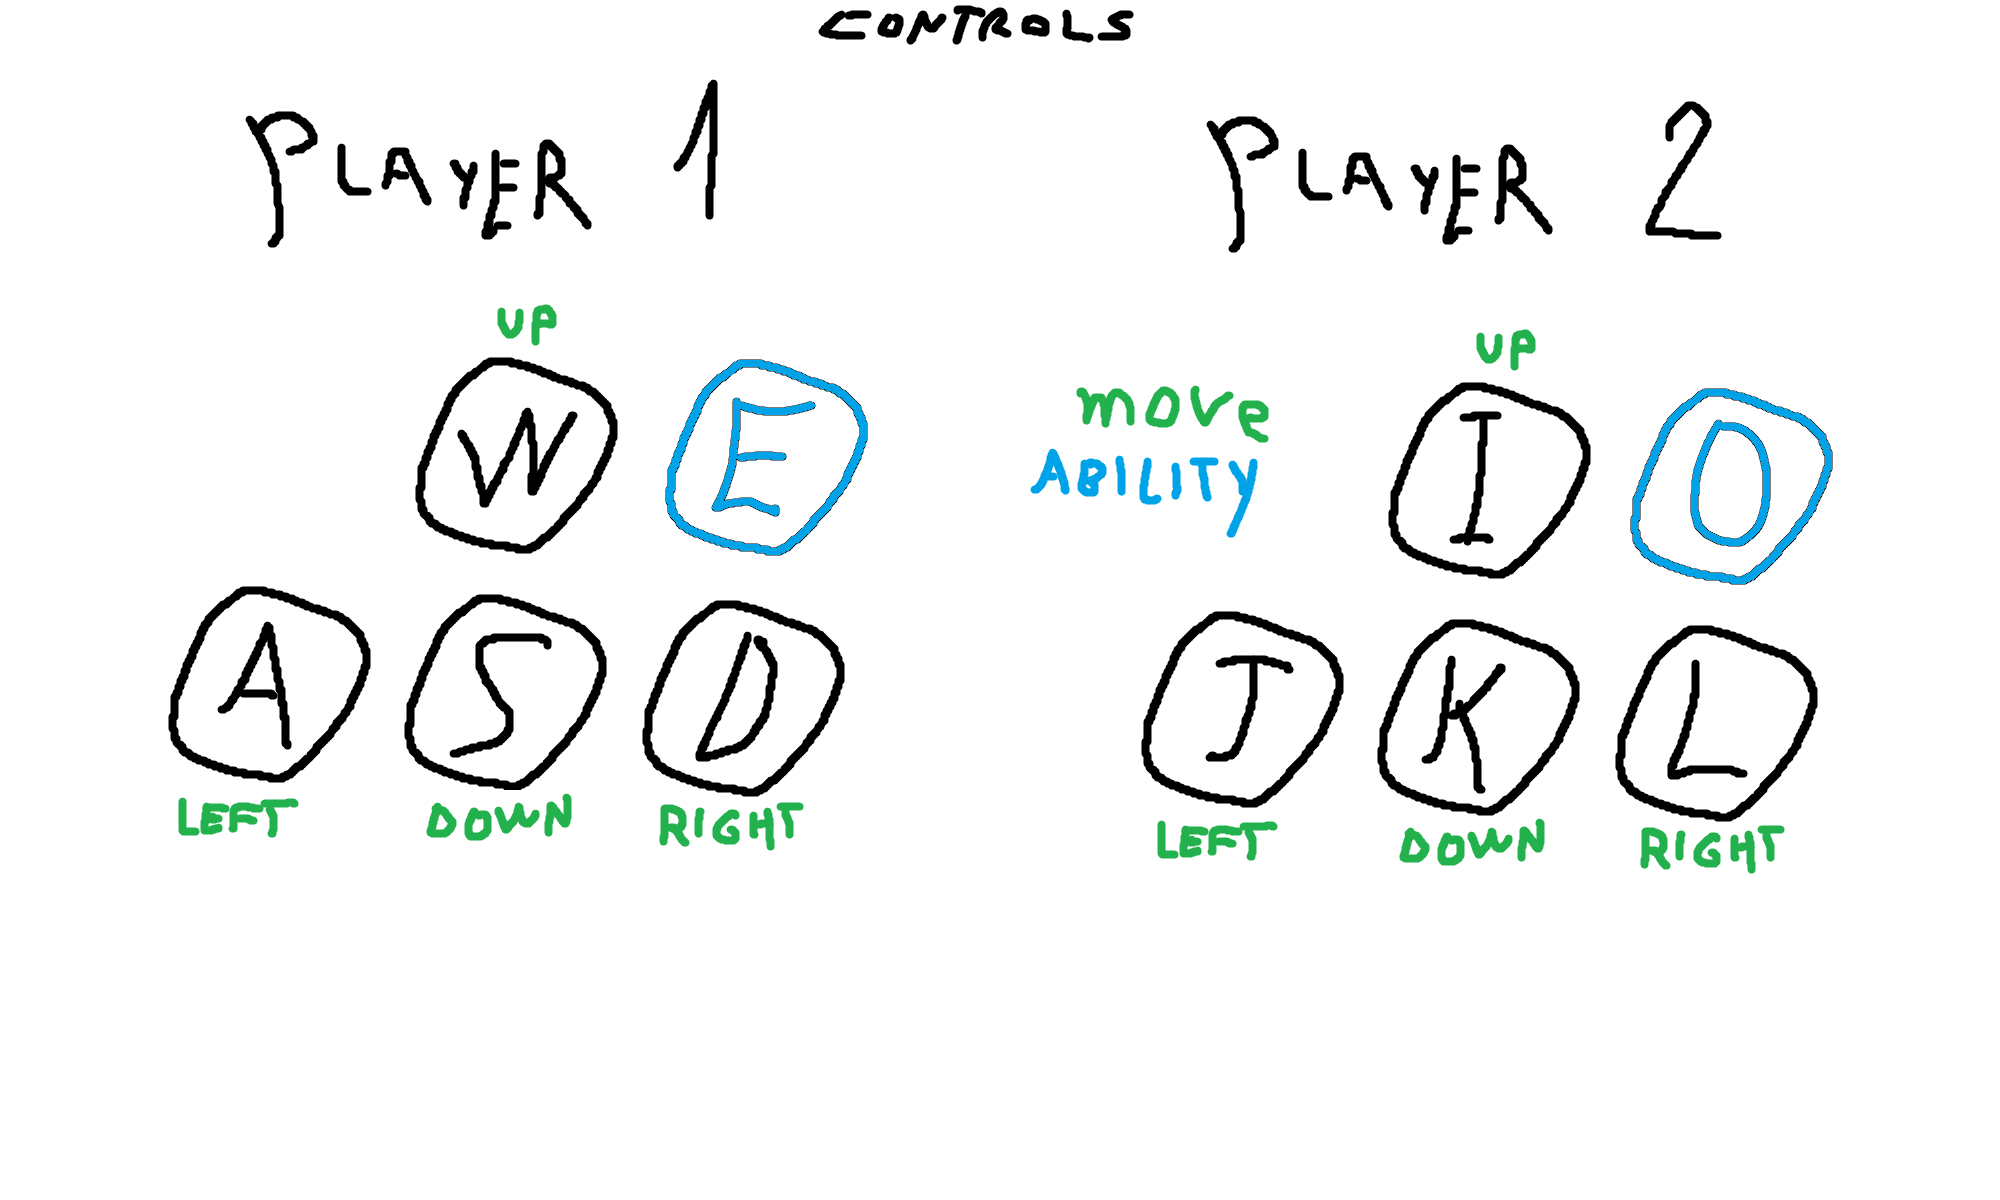 CONTROLS
PLAYER 1
UP
W E
A S D
LEFT DOWN RIGHT
MOVE
ABILITY
PLAYER 2
UP
I O
J K L
LEFT DOWN RIGHT